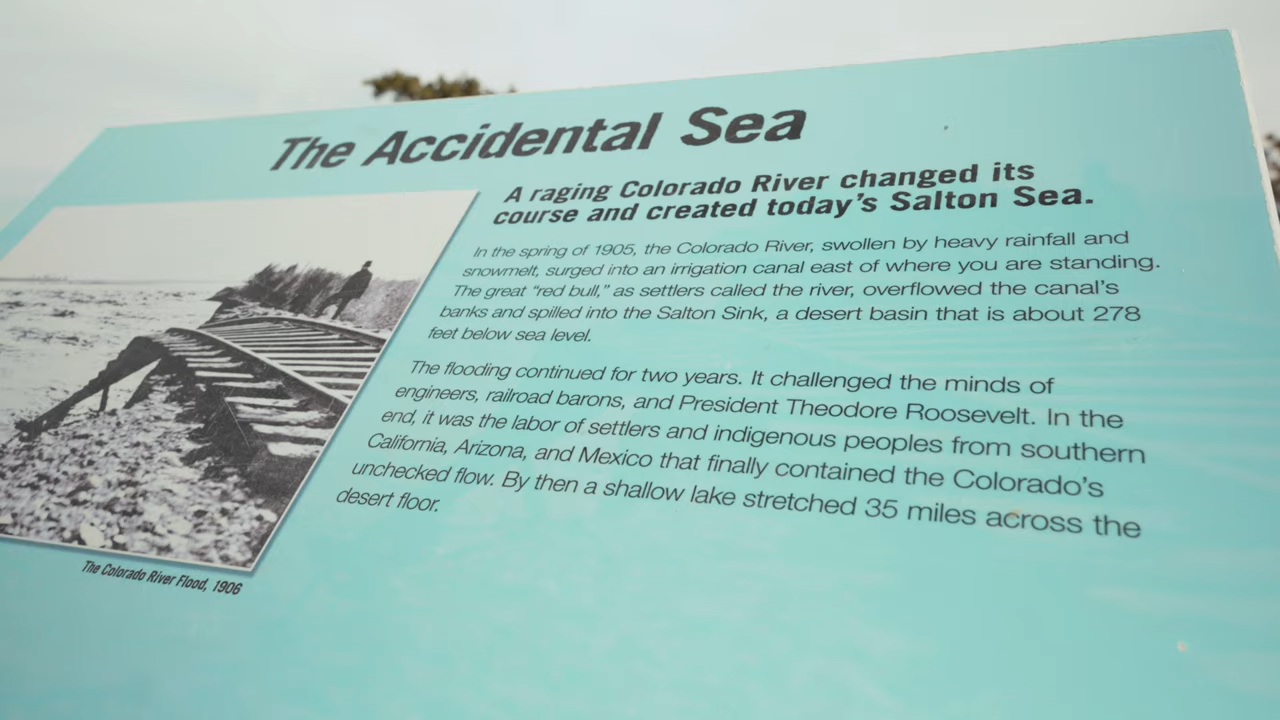 The Accidental Sea
A raging Colorado River changed its
course and created today's Salton Sea.
In the spring of 1905, the Colorado River, swollen by heavy rainfall and
snowmelt, surged into an irrigation canal east of where you are standing.
The great “red bull,” as settlers called the river, overflowed the canal's
banks and spilled into the Salton Sink, a desert basin that is about 278
feet below sea level.
The flooding continued for two years. It challenged the minds of
engineers, railroad barons, and President Theodore Roosevelt. In the
end, it was the labor of settlers and indigenous peoples from southern
California, Arizona, and Mexico that finally contained the Colorado's
unchecked flow. By then a shallow lake stretched 35 miles across the
desert floor.
The Colorado River Flood, 1906